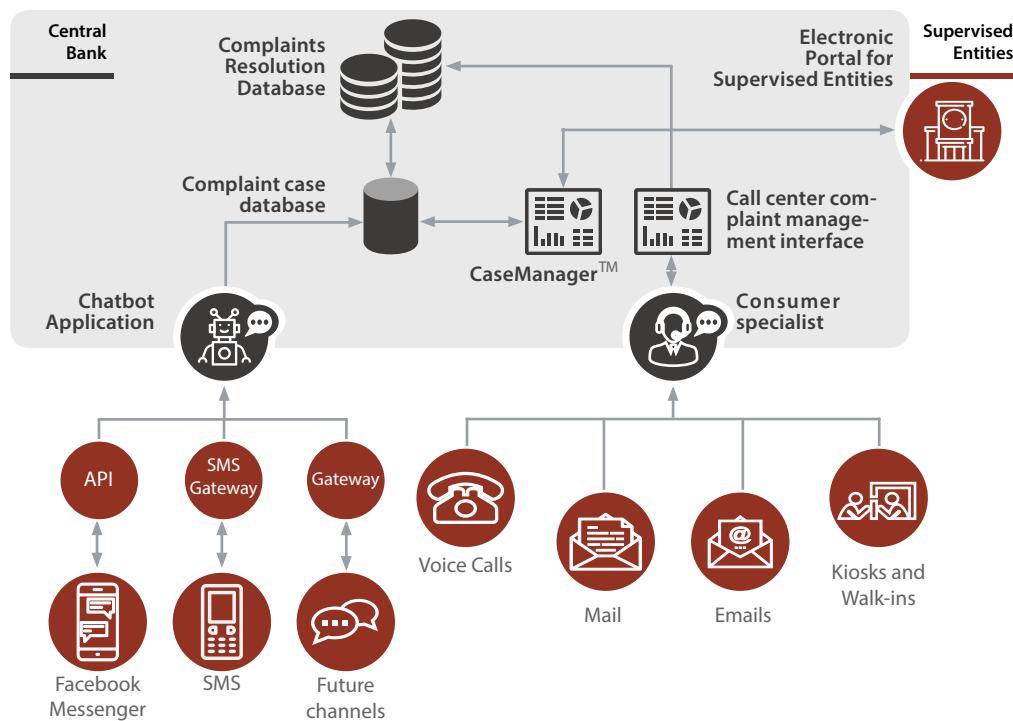 Central
Bank
Complaints
Resolution
Database
Electronic
Portal for
Supervised Entities
Supervised
Entities
Complaint case
database
Call center com-
plaint manage-
ment interface
CaseManager™
Chatbot
Application
Consumer
specialist
API
SMS
Gateway
Gateway
@
Voice Calls
Mail
Emails
Kiosks and
Walk-ins
Facebook
Messenger
SMS
Future
channels